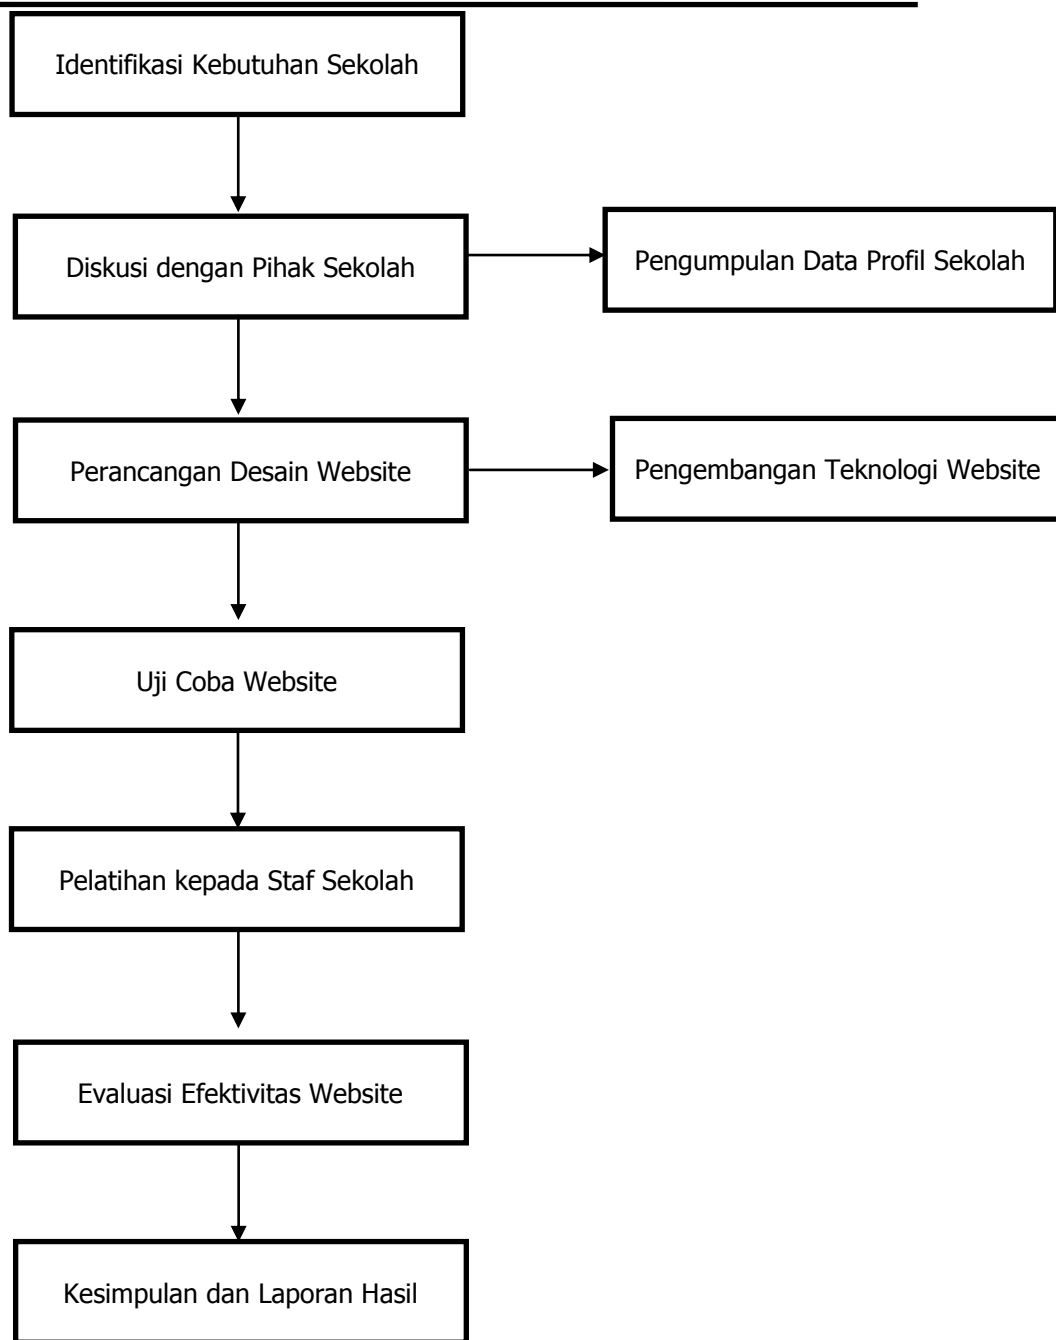 Identifikasi Kebutuhan Sekolah
Diskusi dengan Pihak Sekolah
Pengumpulan Data Profil Sekolah
Perancangan Desain Website
Pengembangan Teknologi Website
Uji Coba Website
Pelatihan kepada Staf Sekolah
Evaluasi Efektivitas Website
Kesimpulan dan Laporan Hasil